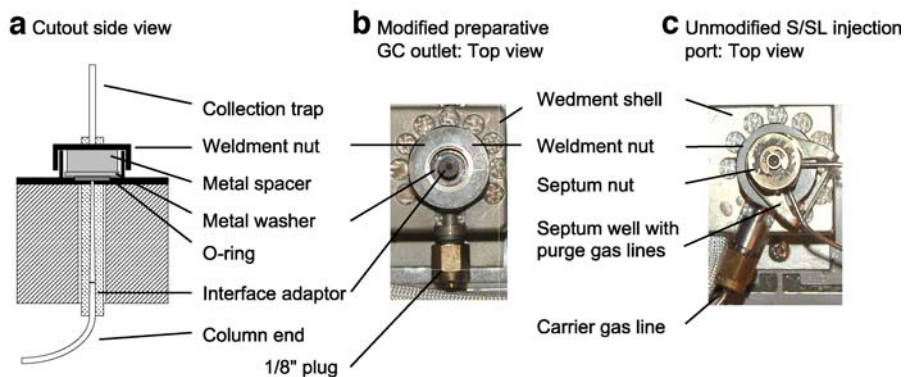 a Cutout side view
b Modified preparative
GC outlet: Top view
c Unmodified S/SL injection
port: Top view
Collection trap
Weldment nut
Metal spacer
Metal washer
O-ring
Interface adaptor
Column end
1/8" plug
Wedment shell
Weldment nut
Septum nut
Septum well with
purge gas lines
Carrier gas line